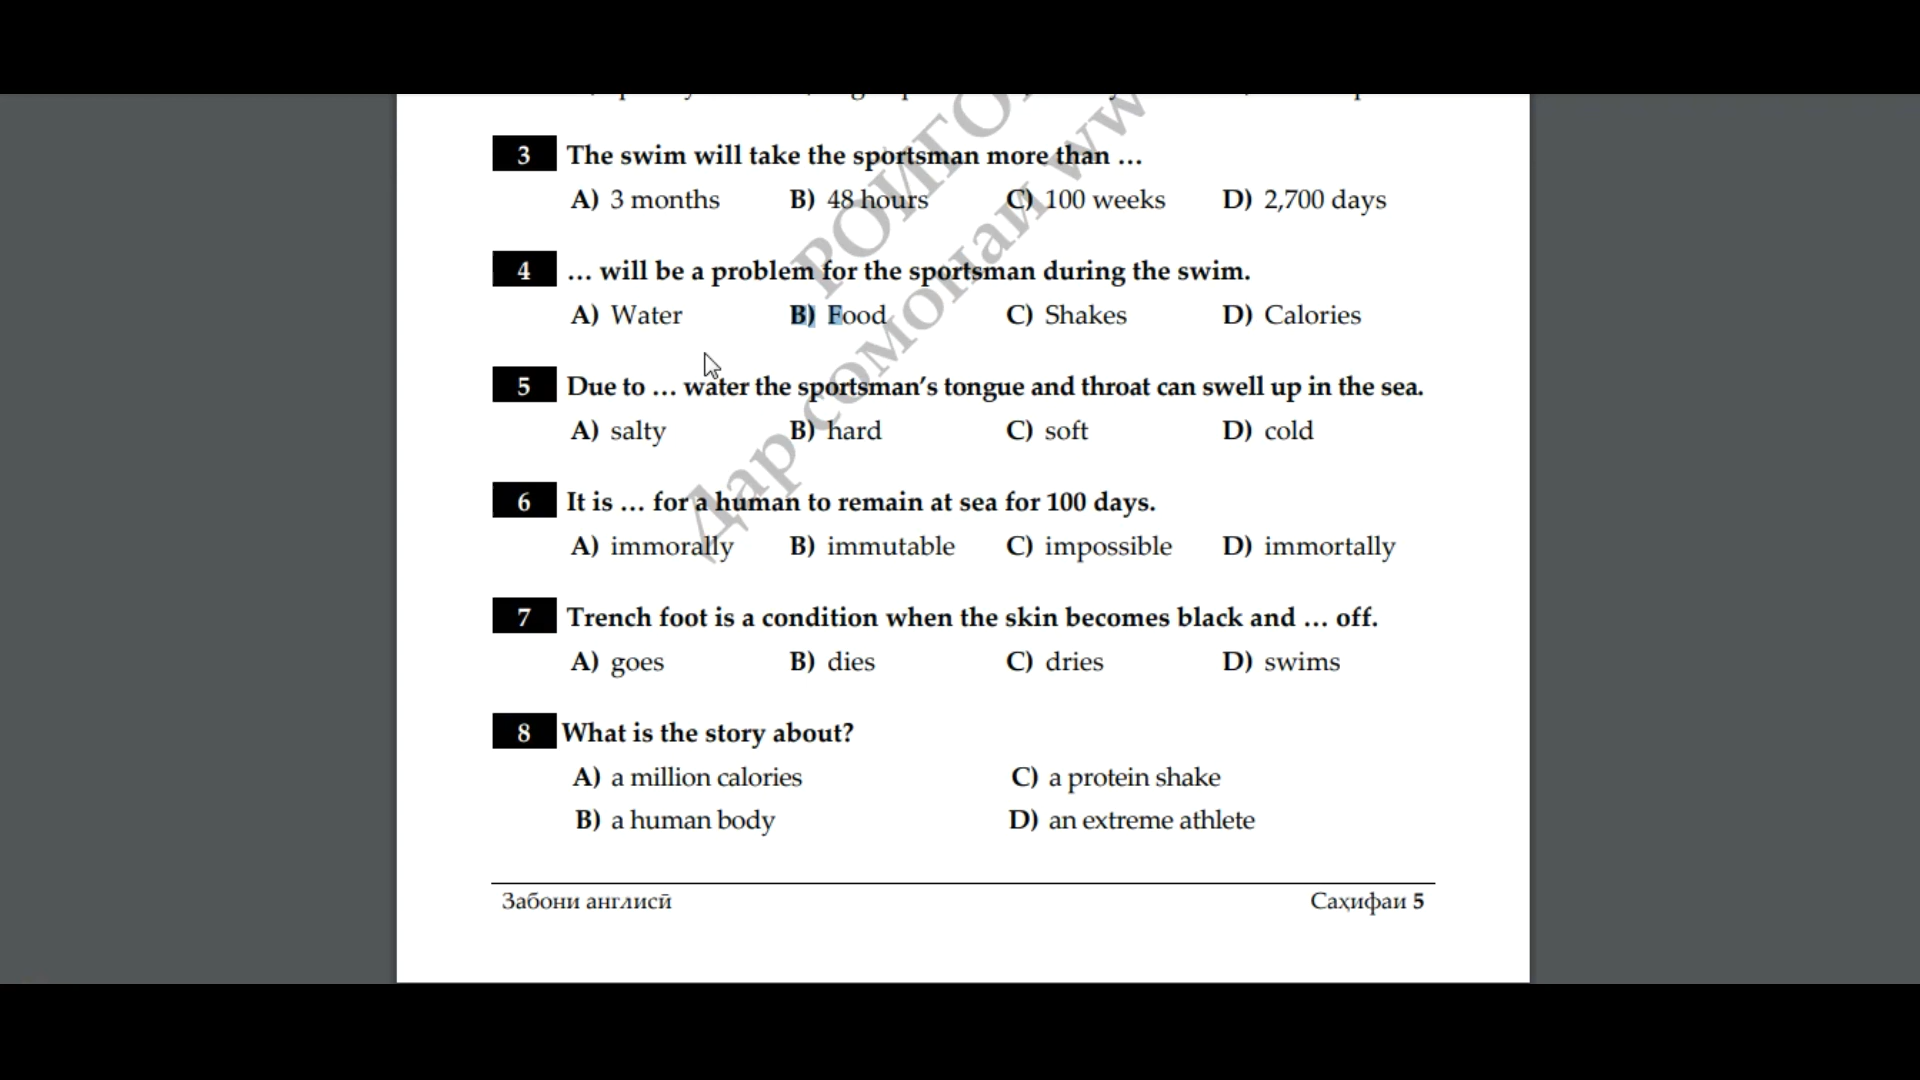 3 The swim will take the sportsman more than …
A) 3 months B) 48 hours C) 100 weeks D) 2,700 days
4 … will be a problem for the sportsman during the swim.
A) Water B) Food C) Shakes D) Calories
5 Due to … water the sportsman’s tongue and throat can swell up in the sea.
A) salty B) hard C) soft D) cold
6 It is … for a human to remain at sea for 100 days.
A) immorally B) immutable C) impossible D) immortally
7 Trench foot is a condition when the skin becomes black and … off.
A) goes B) dies C) dries D) swims
8 What is the story about?
A) a million calories C) a protein shake
B) a human body D) an extreme athlete
Забони англисӣ Саҳифаи 5
Дар сомонаи